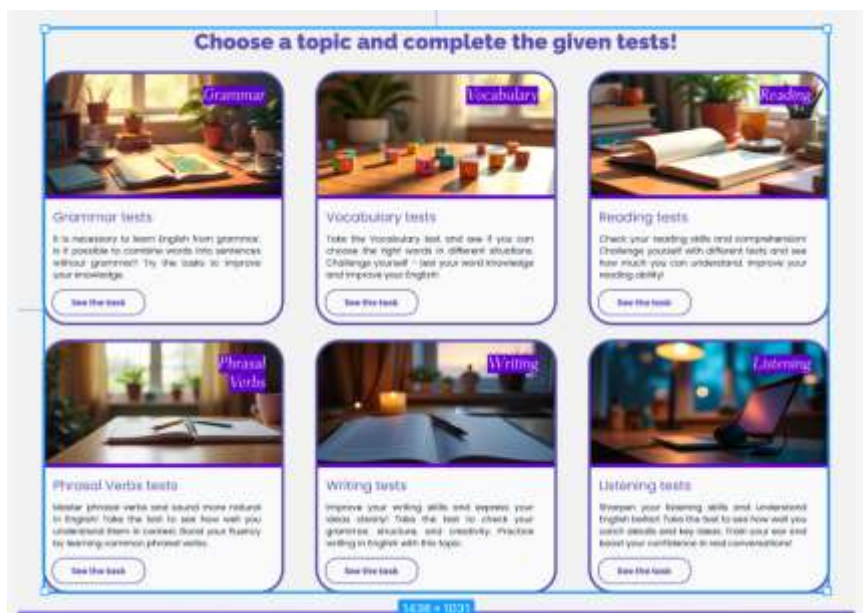 Choose a topic and complete the given tests!
Grammar
Vocabulary
Reading
Grammar tests
It is necessary to learn English from grammar.
Is it possible to combine words into sentences
without grammar? Try the tasks to improve
your knowledge.
See the task
Vocabulary tests
Take the Vocabulary test and see if you can
choose the right words in different situations.
Challenge yourself - test your word knowledge
and improve your English!
See the task
Reading tests
Check your reading skills and comprehension!
Challenge yourself with different texts and see
how much you can understand. Improve your
reading ability!
See the task
Phrasal
Verbs
Writing
Listening
Phrasal Verbs tests
Master phrasal verbs and sound more natural
in English! Take the test to see how well you
understand them in context. Boost your fluency
by learning common phrasal verbs.
See the task
Writing tests
Improve your writing skills and express your
ideas clearly! Take the test to check your
grammar, structure, and creativity. Practice
writing in English with this topic.
See the task
Listening tests
Sharpen your listening skills and understand
English better! Take the test to see how well you
catch details and key ideas. Train your ear and
boost your confidence in real conversations!
See the task
1438 × 1031